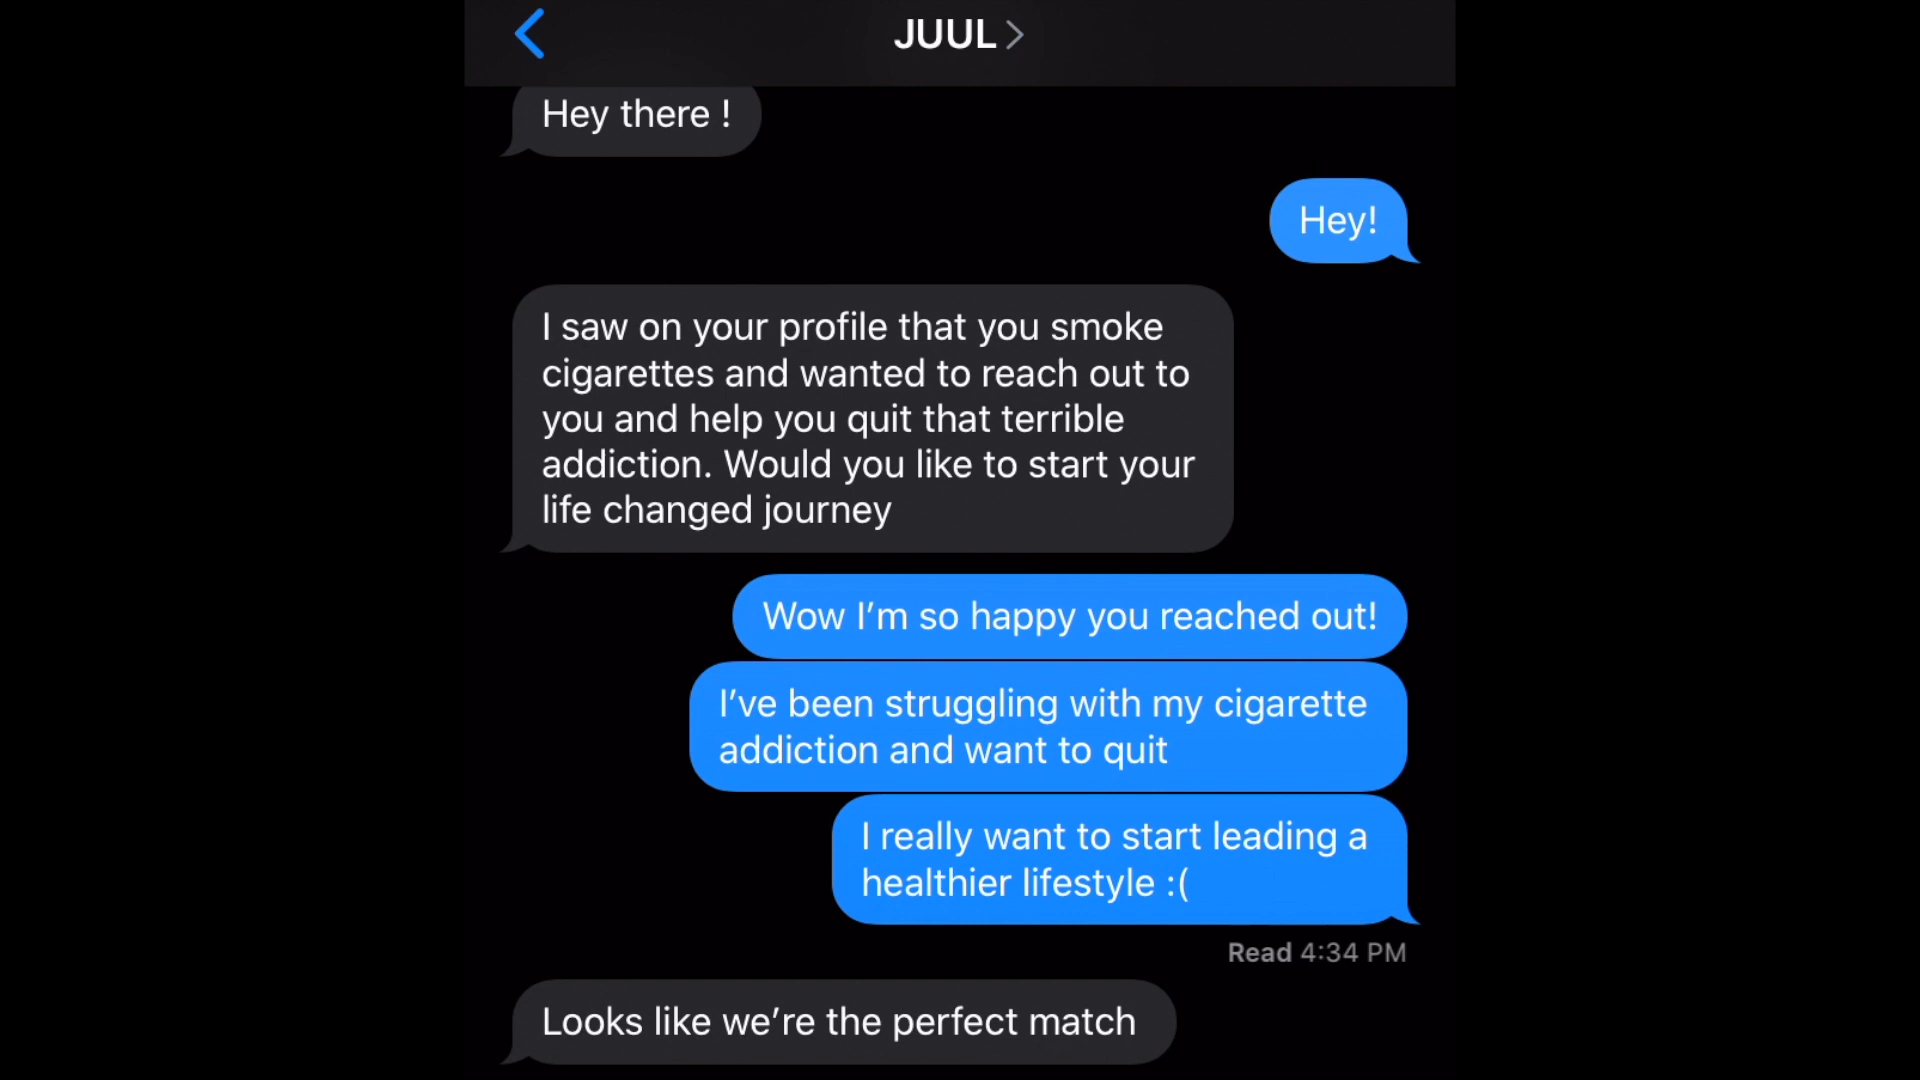 JUUL
Hey there !
Hey!
I saw on your profile that you smoke
cigarettes and wanted to reach out to
you and help you quit that terrible
addiction. Would you like to start your
life changed journey
Wow I’m so happy you reached out!
I’ve been struggling with my cigarette
addiction and want to quit
I really want to start leading a
healthier lifestyle :(
Read 4:34 PM
Looks like we’re the perfect match